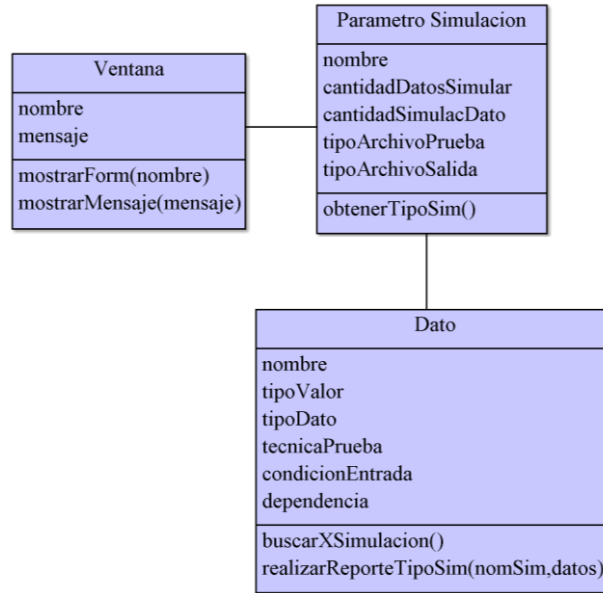 Parametro Simulacion
nombre
cantidadDatosSimular
cantidadSimulacDato
tipoArchivoPrueba
tipoArchivoSalida
obtenerTipoSim()
Ventana
nombre
mensaje
mostrarForm(nombre)
mostrarMensaje(mensaje)
Dato
nombre
tipoValor
tipoDato
tecnicaPrueba
condicionEntrada
dependencia
buscarXSimulacion()
realizarReporteTipoSim(nomSim,datos)